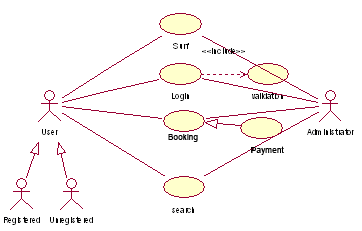 Surf
<<include>>
Login
validation
User
Booking
Administrator
Payment
search
Registered
Unregistered